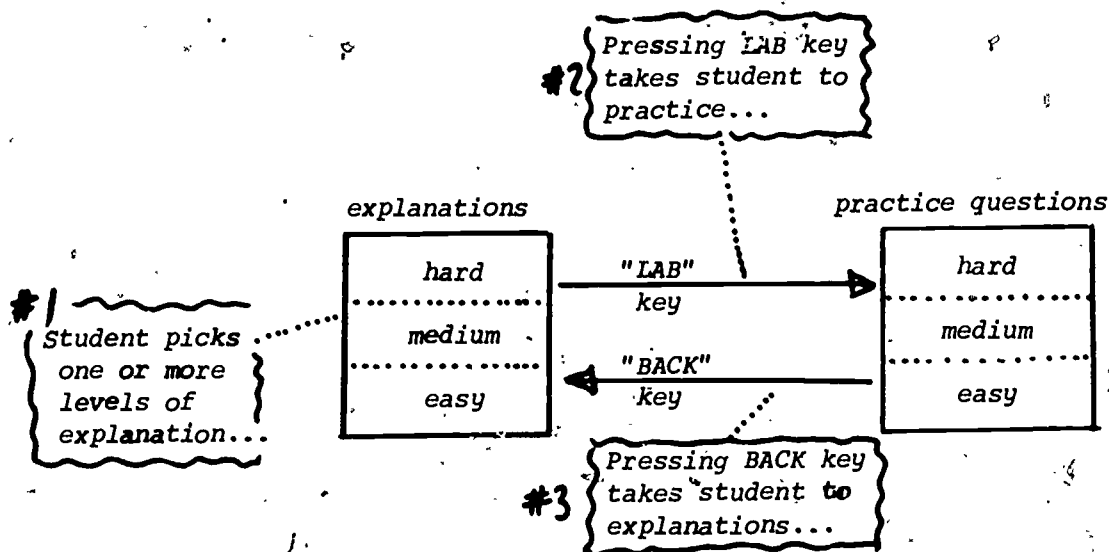 Pressing LAB key
#2
takes student to
practice...
explanations
practice questions
hard
"LAB"
key
hard
#1
Student picks
one or more
levels of
explanation...
medium
medium
"BACK"
key
easy
easy
#3
Pressing BACK key
takes student to
explanations...